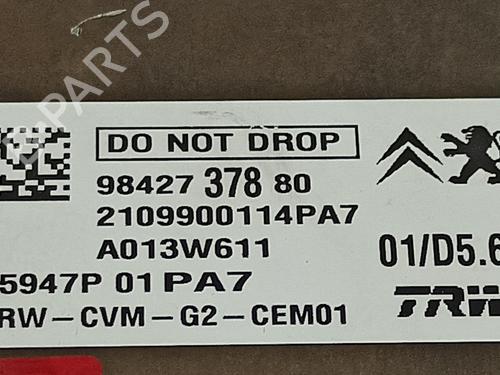 B-PARTS
DO NOT DROP
98427 378 80
2109900114PA7
A013W611
01/D5.6
5947P 01 PA7
TRW
RW-CVM-G2-CEM01